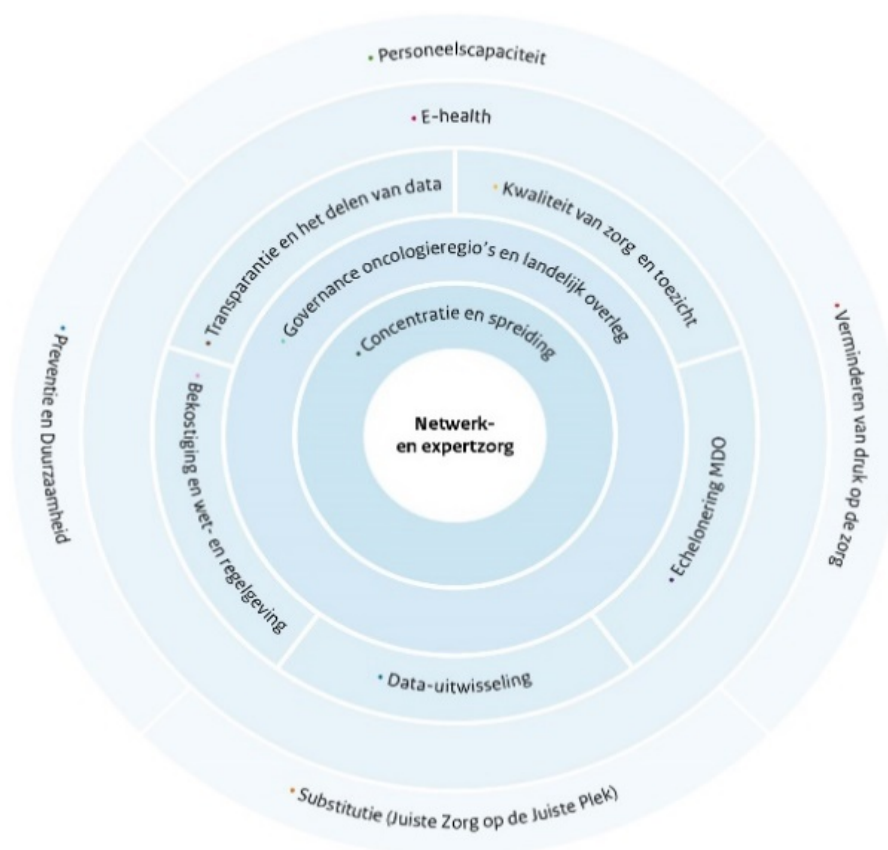 • Personeelscapaciteit
• E-health
• Transparantie en het delen van data
• Kwaliteit van zorg en toezicht
• Governance oncologieregio's en landelijk overleg
• Concentratie en spreiding
Netwerk-
en expertzorg
• Preventie en Duurzaamheid
• Bekostiging en wet- en regelgeving
• Echelonering MDO
• Verminderen van druk op de zorg
• Data-uitwisseling
• Substitutie (Juiste Zorg op de Juiste Plek)